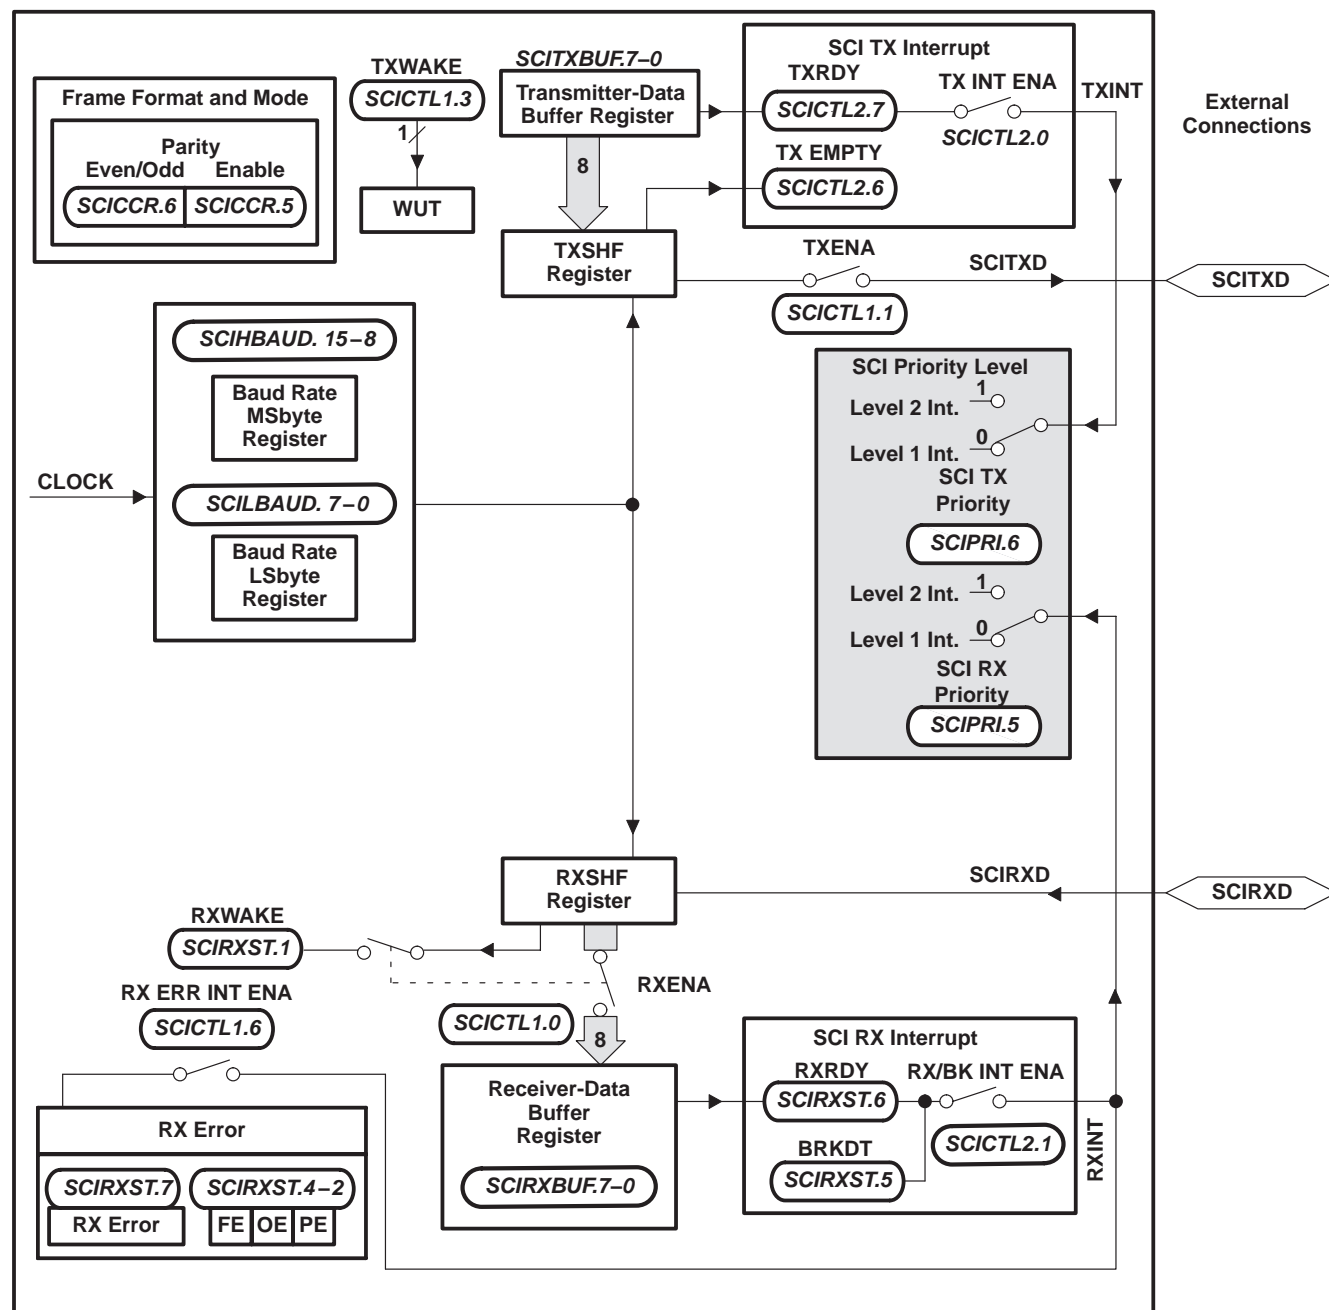 SCITXBUF.7–0
SCI TX Interrupt
TXWAKE
SCICTL1.3
1
WUT
Frame Format and Mode
Parity
Even/Odd Enable
SCICCR.6 SCICCR.5
Transmitter-Data
Buffer Register
8
TXSHF
Register
TXRDY
SCICTL2.7
TX INT ENA
SCICTL2.0
TX EMPTY
SCICTL2.6
TXINT
External
Connections
TXENA
SCICTL1.1
SCITXD
SCITXD
SCIHBAUD. 15–8
Baud Rate
MSbyte
Register
CLOCK
SCILBAUD. 7–0
Baud Rate
LSbyte
Register
SCI Priority Level
1
Level 2 Int.
0
Level 1 Int.
SCI TX
Priority
SCIPRI.6
1
Level 2 Int.
0
Level 1 Int.
SCI RX
Priority
SCIPRI.5
RXSHF
Register
SCIRXD
SCIRXD
RXWAKE
SCIRXST.1
RXENA
RX ERR INT ENA
SCICTL1.6
SCICTL1.0
8
Receiver-Data
Buffer
Register
SCIRXBUF.7–0
SCI RX Interrupt
RXRDY
SCIRXST.6
RX/BK INT ENA
SCICTL2.1
BRKDT
SCIRXST.5
RXINT
RX Error
SCIRXST.7 SCIRXST.4–2
RX Error FE OE PE